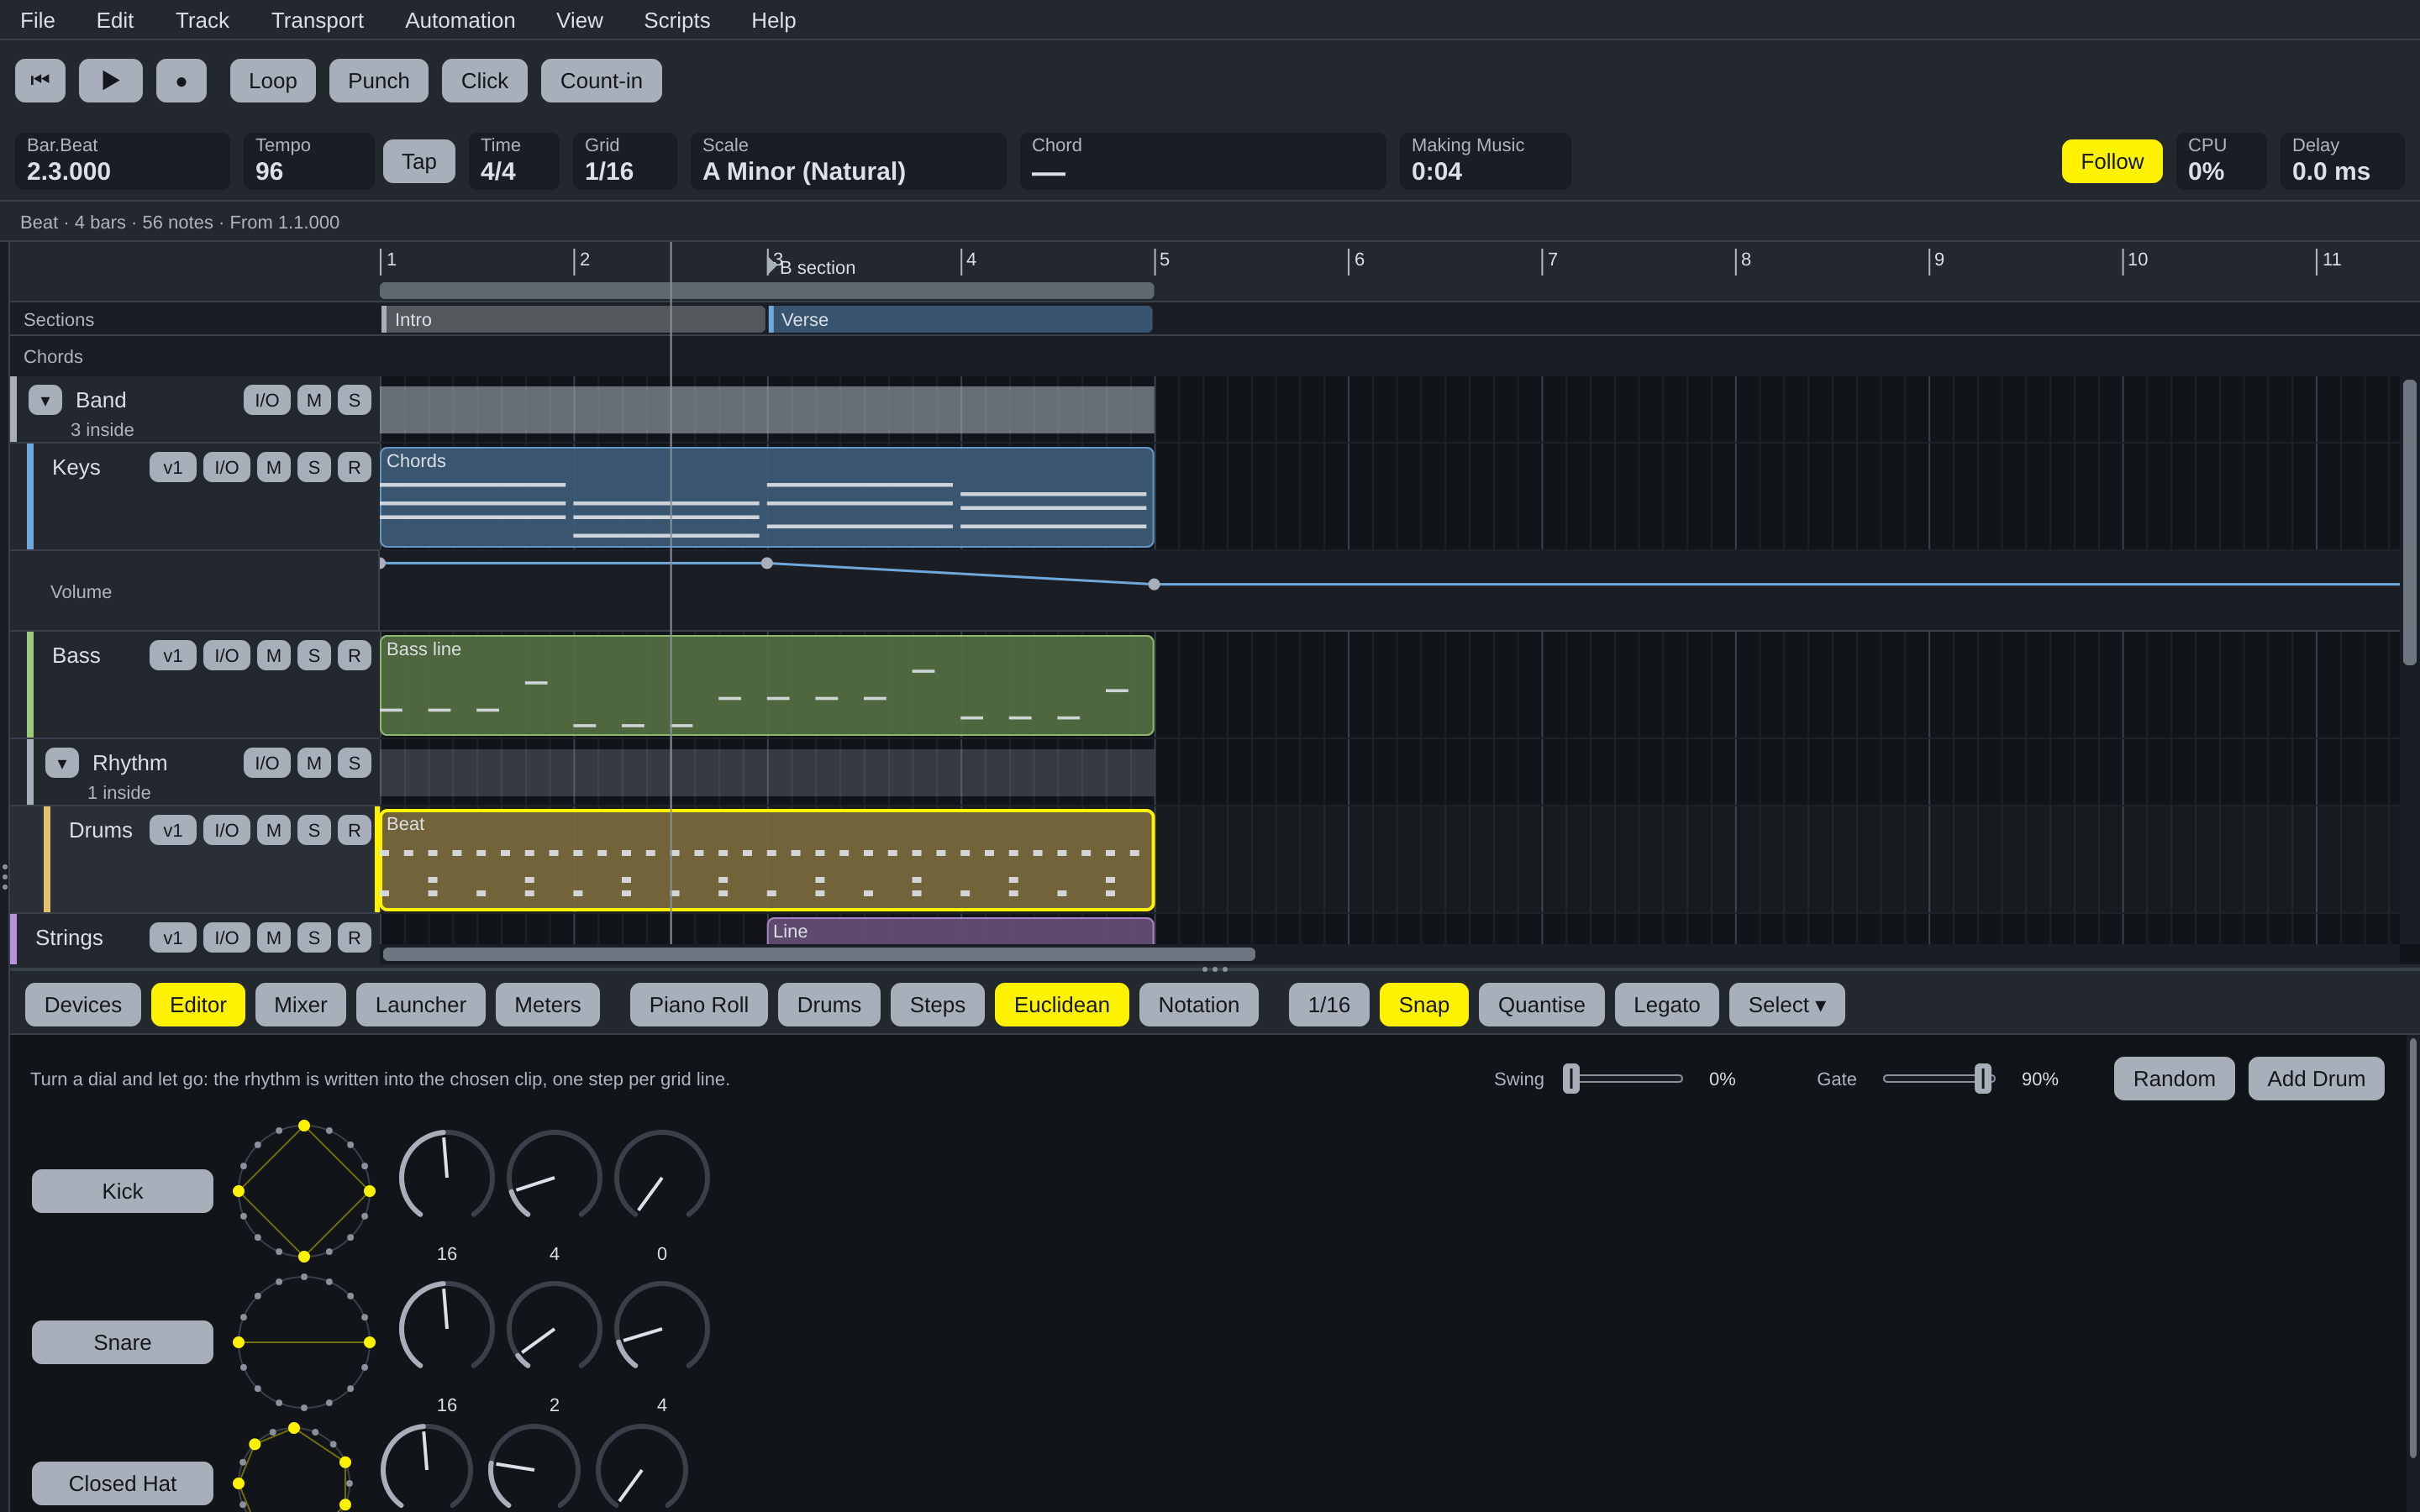 File Edit Track Transport Automation View Scripts Help
Loop Punch Click Count-in
Bar.Beat Tempo Time Grid Scale Chord Making Music CPU Delay
2.3.000 96 Tap 4/4 1/16 A Minor (Natural) — 0:04 Follow 0% 0.0 ms
Beat · 4 bars · 56 notes · From 1.1.000
1 2 3 4 5 6 7 8 9 10 11
B section
Sections Intro Verse
Chords
Band I/O M S
3 inside
Keys v1 I/O M S R Chords
Volume
Bass v1 I/O M S R Bass line
Rhythm I/O M S
1 inside
Drums v1 I/O M S R Beat
Strings v1 I/O M S R Line
Devices Editor Mixer Launcher Meters Piano Roll Drums Steps Euclidean Notation 1/16 Snap Quantise Legato Select ▾
Turn a dial and let go: the rhythm is written into the chosen clip, one step per grid line. Swing 0% Gate 90% Random Add Drum
Kick
16 4 0
Snare
16 2 4
Closed Hat